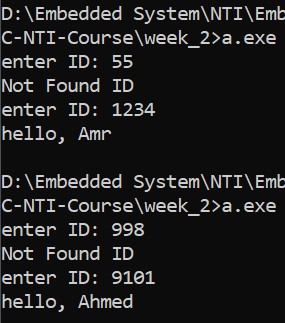 D:\Embedded System\NTI\Emb
C-NTI-Course\week_2>a.exe
enter ID: 55
Not Found ID
enter ID: 1234
hello, Amr
D:\Embedded System\NTI\Emb
C-NTI-Course\week_2>a.exe
enter ID: 998
Not Found ID
enter ID: 9101
hello, Ahmed